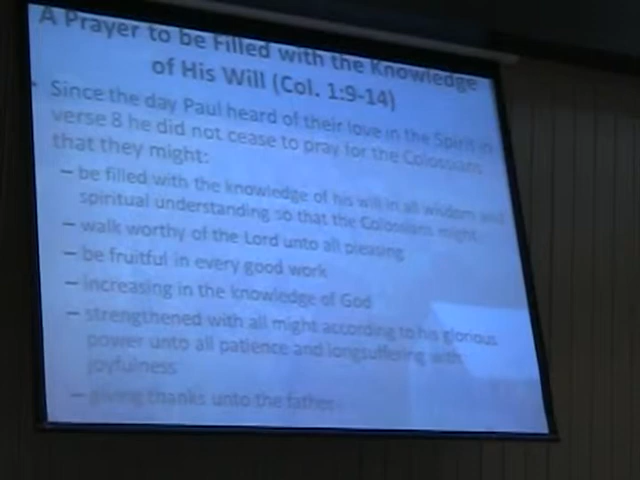 A Prayer to be Filled with the Knowledge
of His Will (Col. 1:9-14)
• Since the day Paul heard of their love in the Spirit in
verse 8 he did not cease to pray for the Colossians
that they might:
– be filled with the knowledge of his will in all wisdom and
spiritual understanding so that the Colossians might
– walk worthy of the Lord unto all pleasing
– be fruitful in every good work
– increasing in the knowledge of God
– strengthened with all might according to his glorious
power unto all patience and longsuffering with
joyfulness
– giving thanks unto the father